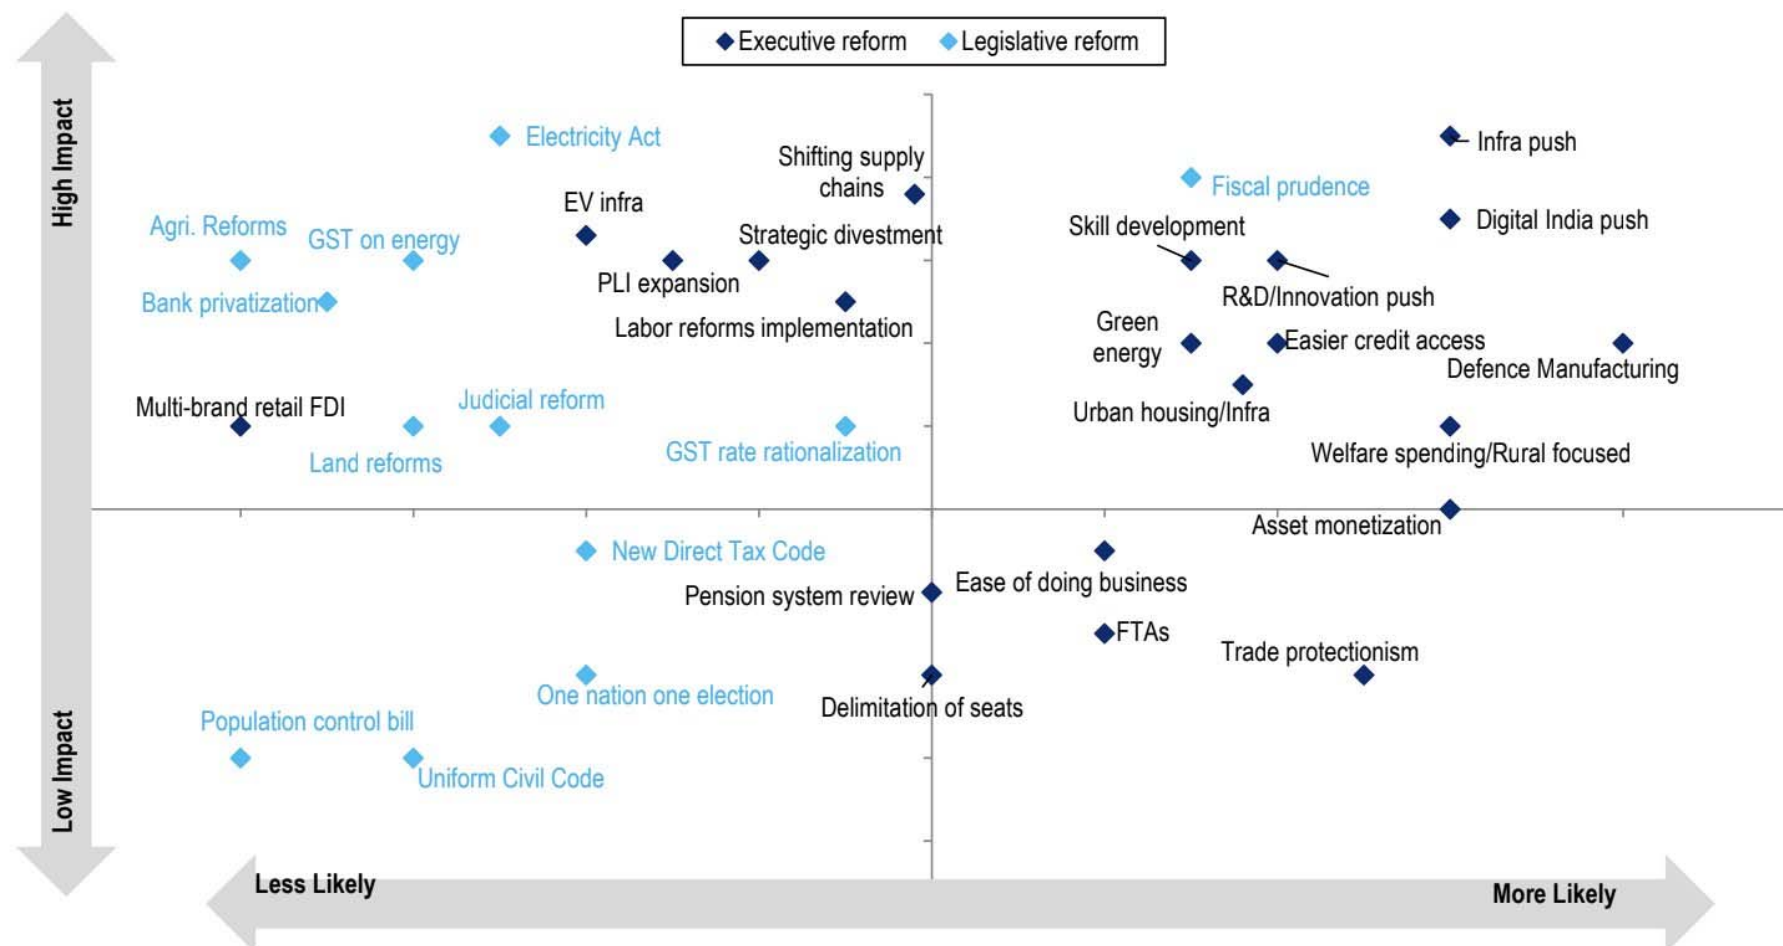 Executive reform
Legislative reform
High Impact
Electricity Act
Shifting supply
chains
Infra push
Fiscal prudence
EV infra
Digital India push
Agri. Reforms
GST on energy
Strategic divestment
Skill development
PLI expansion
Bank privatization
R&D/Innovation push
Labor reforms implementation
Green
energy
Easier credit access
Defence Manufacturing
Multi-brand retail FDI
Judicial reform
Urban housing/Infra
Land reforms
GST rate rationalization
Welfare spending/Rural focused
Asset monetization
New Direct Tax Code
Pension system review
Ease of doing business
FTAs
Trade protectionism
One nation one election
Delimitation of seats
Population control bill
Uniform Civil Code
Low Impact
Less Likely
More Likely